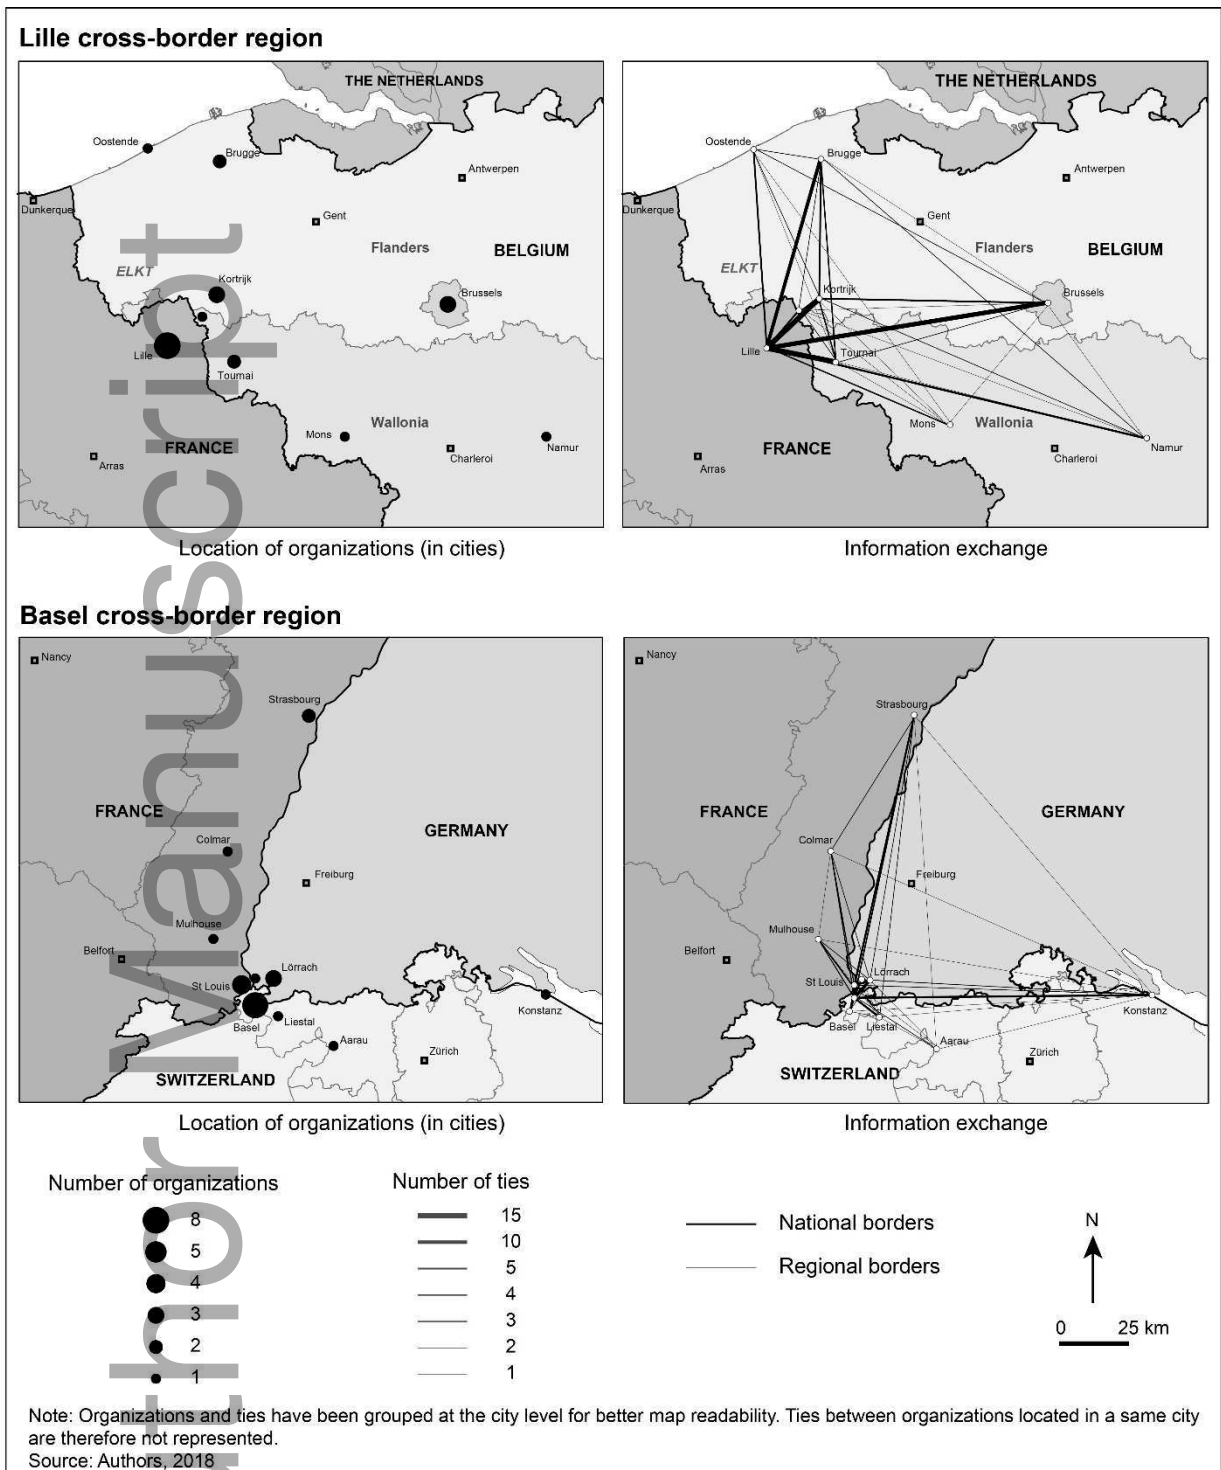 Lille cross-border region
THE NETHERLANDS
Oostende
Brugge
Antwerpen
Dunkerque
Gent
Flanders
BELGIUM
ELKT
Kortrijk
Brussels
Lille
Tournai
Wallonia
Mons
FRANCE
Namur
Arras
Charleroi
Location of organizations (in cities)
THE NETHERLANDS
Oostende
Brugge
Antwerpen
Dunkerque
Gent
Flanders
BELGIUM
ELKT
Kortrijk
Brussels
Lille
Tournai
Mons
Wallonia
FRANCE
Namur
Arras
Charleroi
Information exchange
Basel cross-border region
Nancy
Strasbourg
FRANCE
GERMANY
Colmar
Freiburg
Mulhouse
Belfort
Lörrach
St Louis
Konstanz
Basel
Liestal
Aarau
Zürich
SWITZERLAND
Location of organizations (in cities)
Nancy
Strasbourg
FRANCE
GERMANY
Colmar
Freiburg
Mulhouse
Belfort
Lörrach
St Louis
Konstanz
Basel
Liestal
Aarau
Zürich
SWITZERLAND
Information exchange
Number of organizations
8
5
4
3
2
1
Number of ties
15
10
5
4
3
2
1
National borders
Regional borders
N
0 25 km
Note: Organizations and ties have been grouped at the city level for better map readability. Ties between organizations located in a same city
are therefore not represented.
Source: Authors, 2018
uthor Manuscript